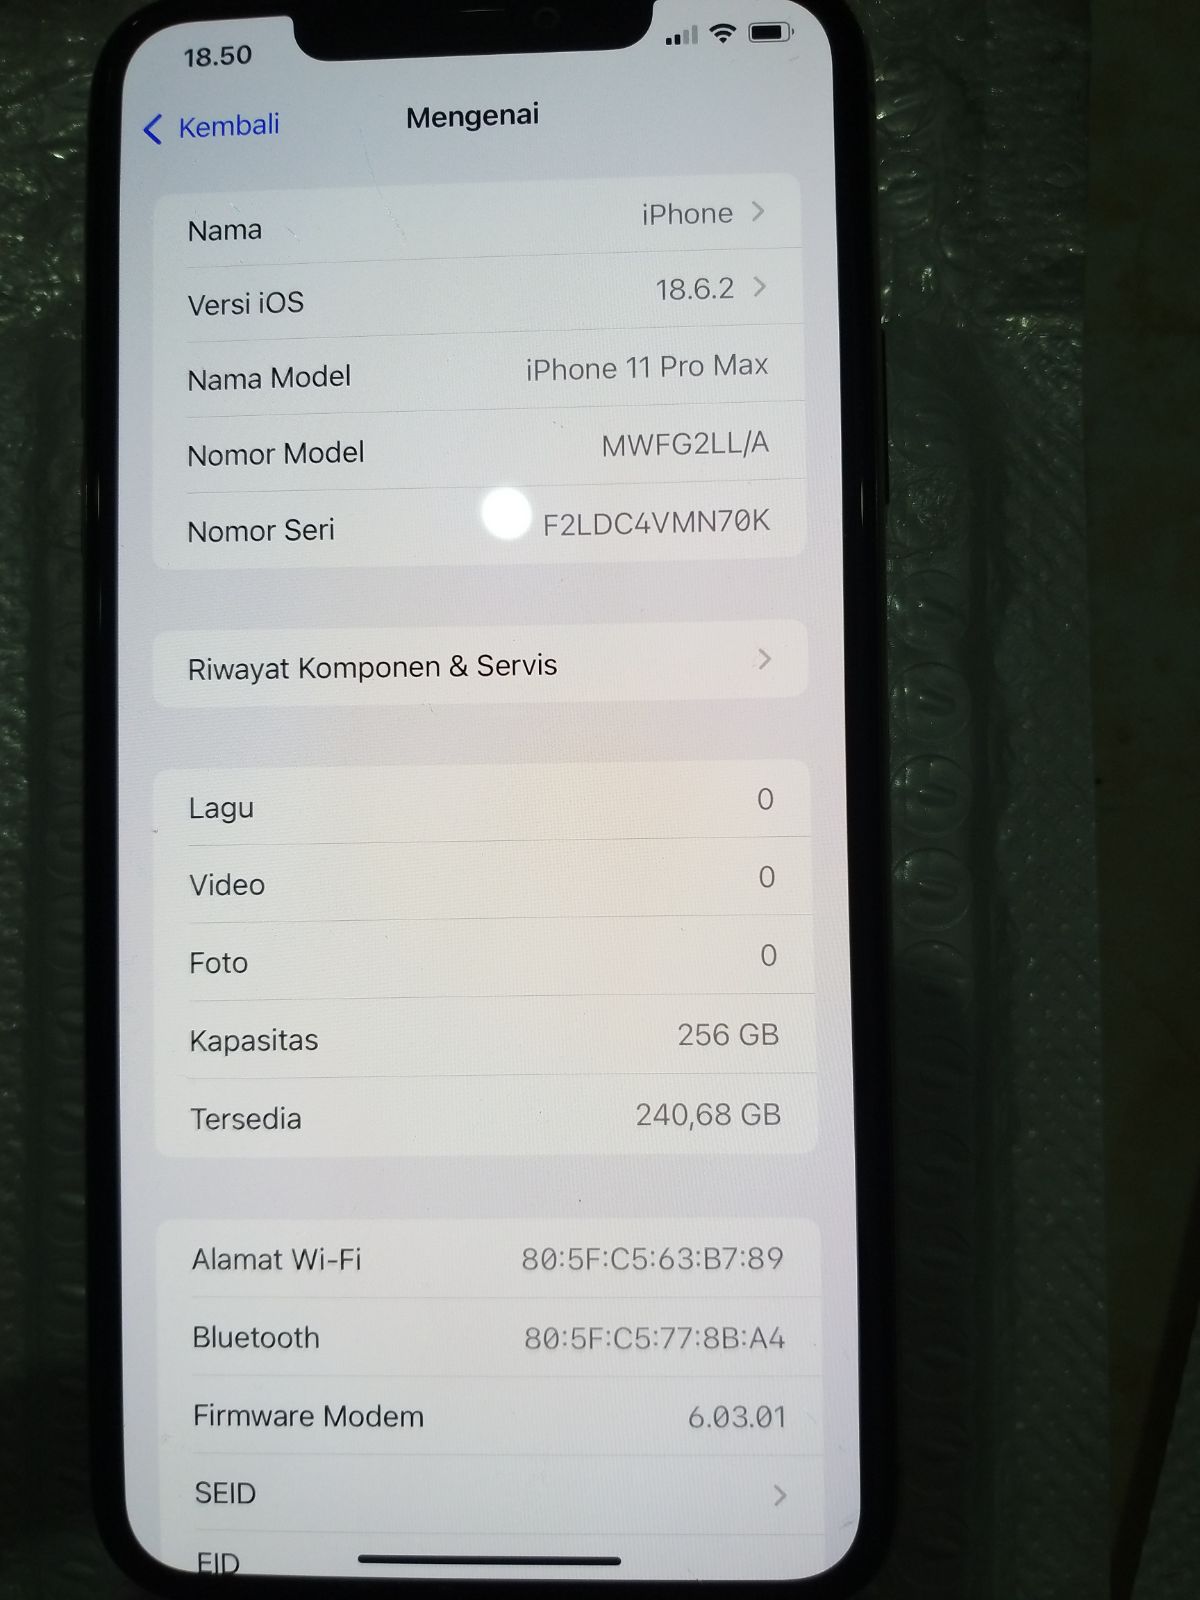 18.50
Kembali
Mengenai
Nama iPhone
Versi iOS 18.6.2
Nama Model iPhone 11 Pro Max
Nomor Model MWFG2LL/A
Nomor Seri F2LDC4VMN70K
Riwayat Komponen & Servis
Lagu 0
Video 0
Foto 0
Kapasitas 256 GB
Tersedia 240,68 GB
Alamat Wi-Fi 80:5F:C5:63:B7:89
Bluetooth 80:5F:C5:77:8B:A4
Firmware Modem 6.03.01
SEID
EID